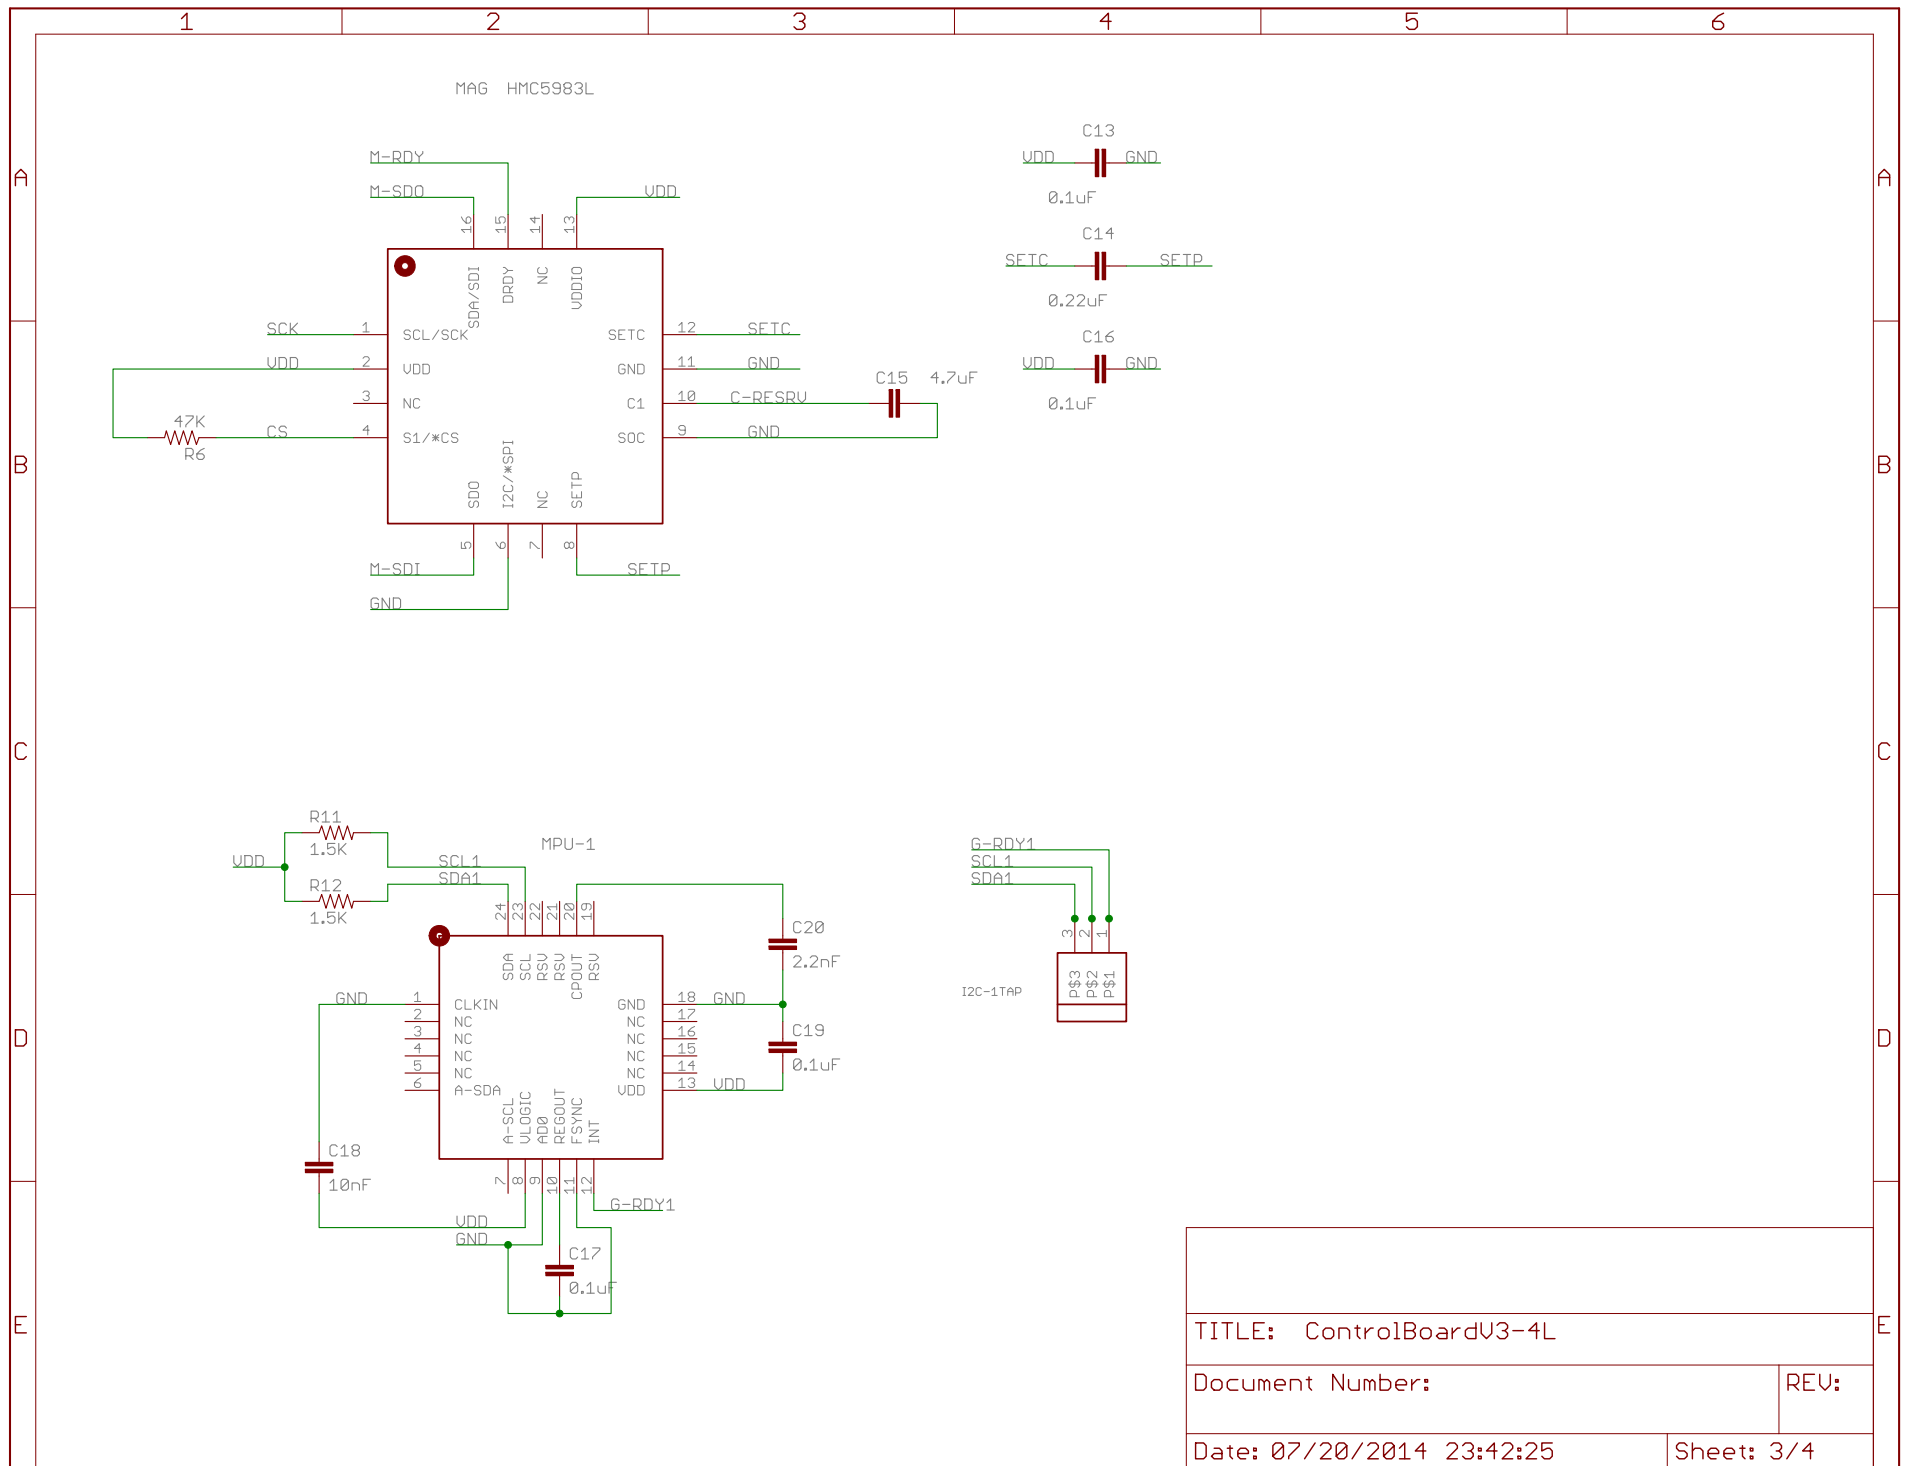 1 2 3 4 5 6
MAG HMC5983L
C13
VDD GND
0.1uF
C14
SETC SETP
0.22uF
C16
VDD GND
0.1uF
M-RDY
M-SDO
VDD
16 15 14 13
SDA/SDI DRDY NC VDDIO
SCK 1 SCL/SCK
VDD 2 VDD
3 NC
CS 4 S1/*CS
47K
R6
SETC 12 SETC
GND 11 GND
C1 10 C-RESRV
SOC 9 GND
C15 4.7uF
SDO I2C/*SPI NC SETP
5 6 7 8
M-SDI
SETP
GND
A A
B B
C C
D D
E E
R11
1.5K
VDD
R12
1.5K
SCL1
SDA1
MPU-1
24 23 22 21 20 19
SDA SCL RSV RSV CPOUT RSV
C20
2.2nF
GND 1 CLKIN
2 NC
3 NC
4 NC
5 NC
6 A-SDA
GND 18 GND
NC 17
NC 16
NC 15
NC 14
VDD 13 VDD
C19
0.1uF
A-SCL VLOGIC AD0 REGOUT FSYNC INT
7 8 9 10 11 12
C18
10nF
G-RDY1
VDD
GND
C17
0.1uF
G-RDY1
SCL1
SDA1
3 2 1
P$3 P$2 P$1
I2C-1TAP
TITLE: ControlBoardV3-4L
Document Number:
REV:
Date: 07/20/2014 23:42:25
Sheet: 3/4